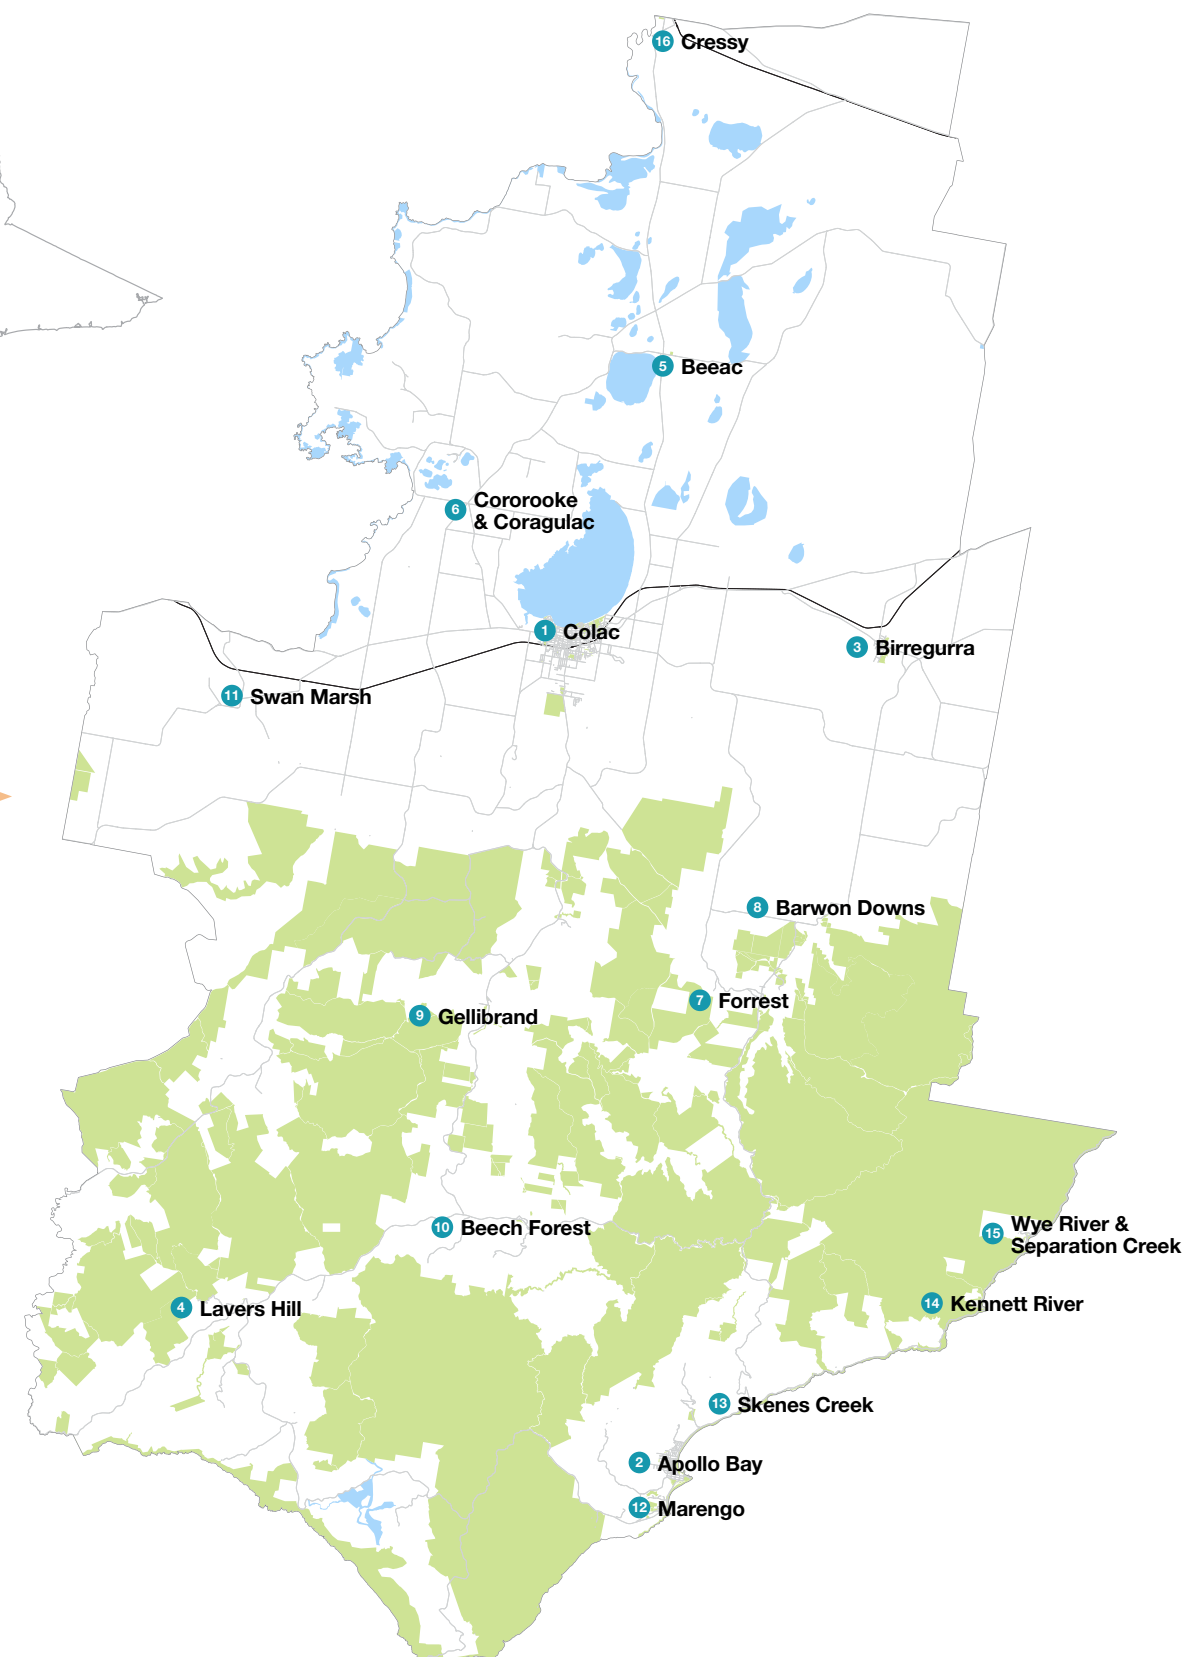 16 Cressy
5 Beeac
6 Cororooke
& Coragulac
1 Colac
3 Birregurra
11 Swan Marsh
8 Barwon Downs
7 Forrest
9 Gellibrand
15 Wye River &
Separation Creek
10 Beech Forest
14 Kennett River
4 Lavers Hill
13 Skenes Creek
2 Apollo Bay
12 Marengo